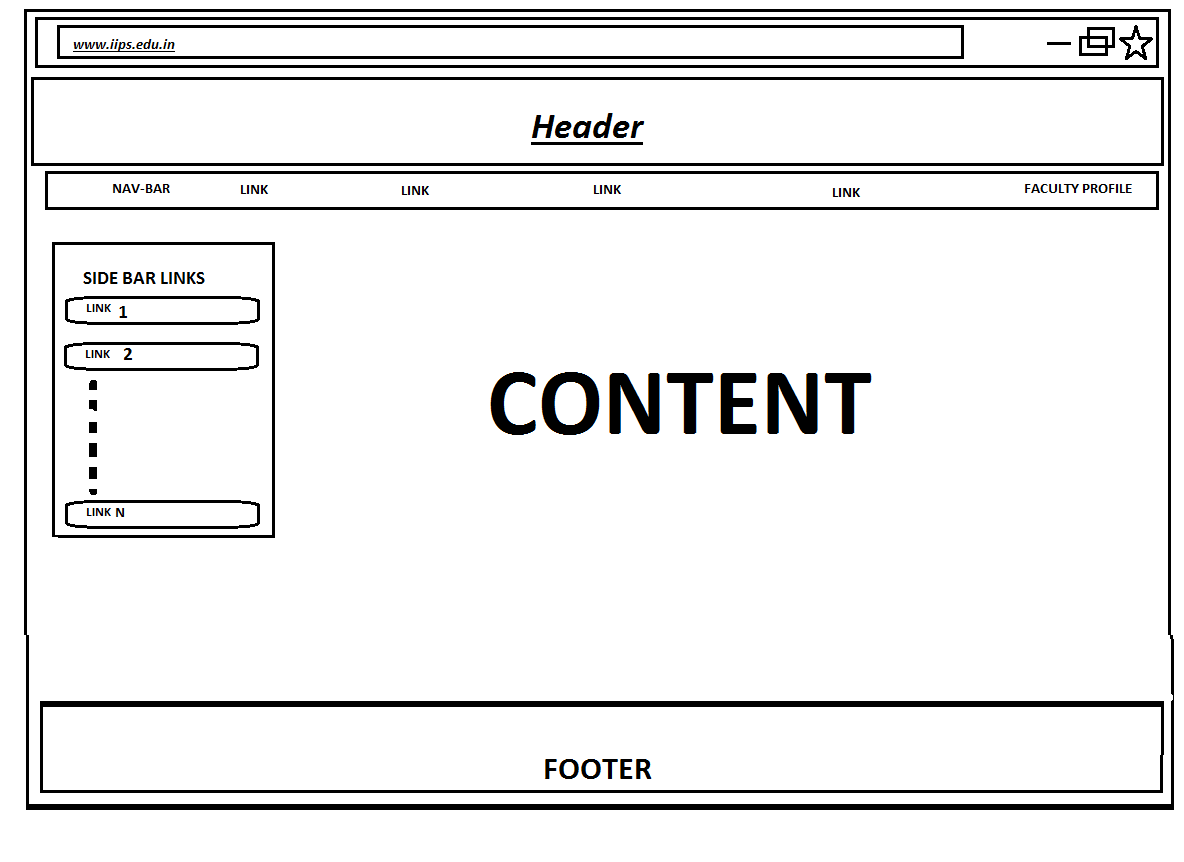 www.iips.edu.in
Header
NAV-BAR LINK LINK LINK LINK FACULTY PROFILE
SIDE BAR LINKS
LINK 1
LINK 2
CONTENT
LINK N
FOOTER